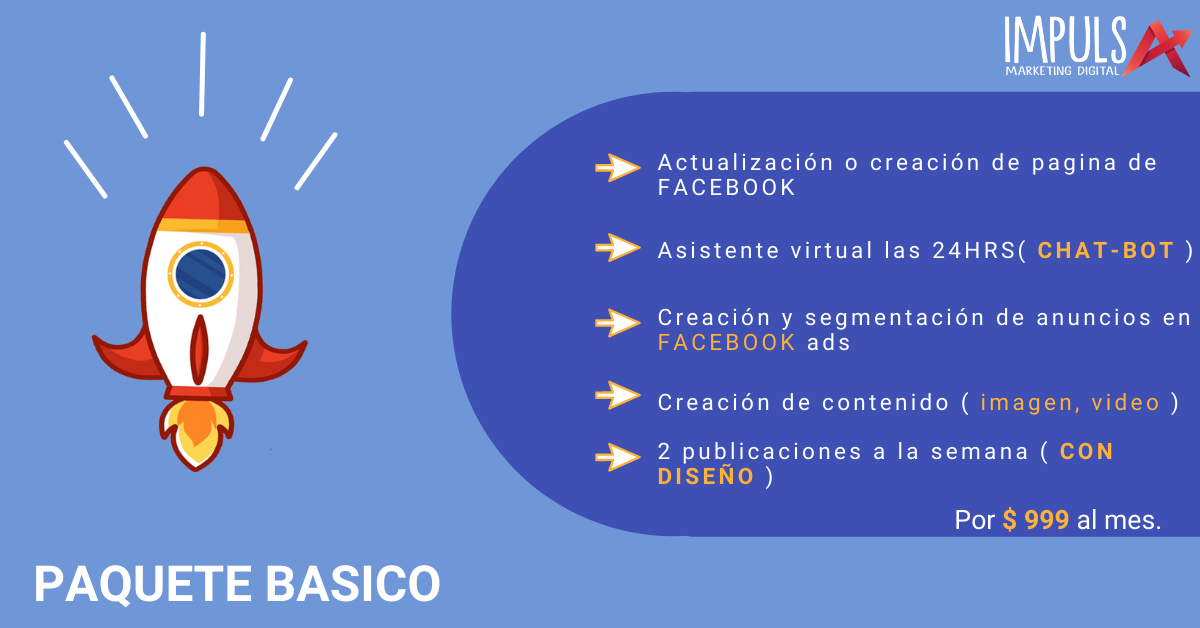 IMPULSA
MARKETING DIGITAL
Actualización o creación de pagina de
FACEBOOK
Asistente virtual las 24HRS( CHAT-BOT )
Creación y segmentación de anuncios en
FACEBOOK ads
Creación de contenido ( imagen, video )
2 publicaciones a la semana ( CON
DISEÑO )
Por $ 999 al mes.
PAQUETE BASICO